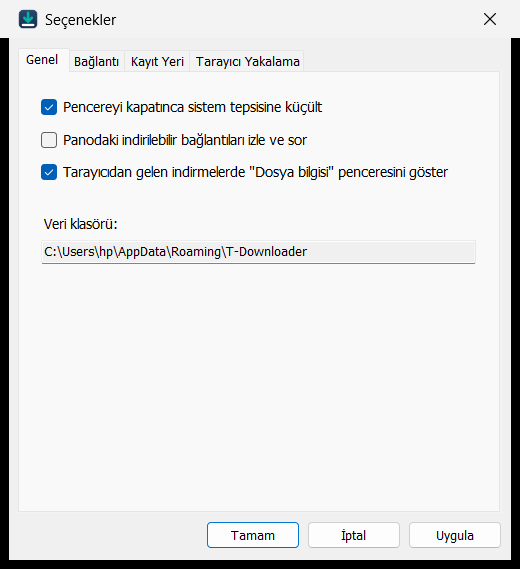 Seçenekler
Genel
Bağlantı
Kayıt Yeri
Tarayıcı Yakalama
Pencereyi kapatınca sistem tepsisine küçült
Panodaki indirilebilir bağlantıları izle ve sor
Tarayıcıdan gelen indirmelerde "Dosya bilgisi" penceresini göster
Veri klasörü:
C:\Users\hp\AppData\Roaming\T-Downloader
Tamam
İptal
Uygula